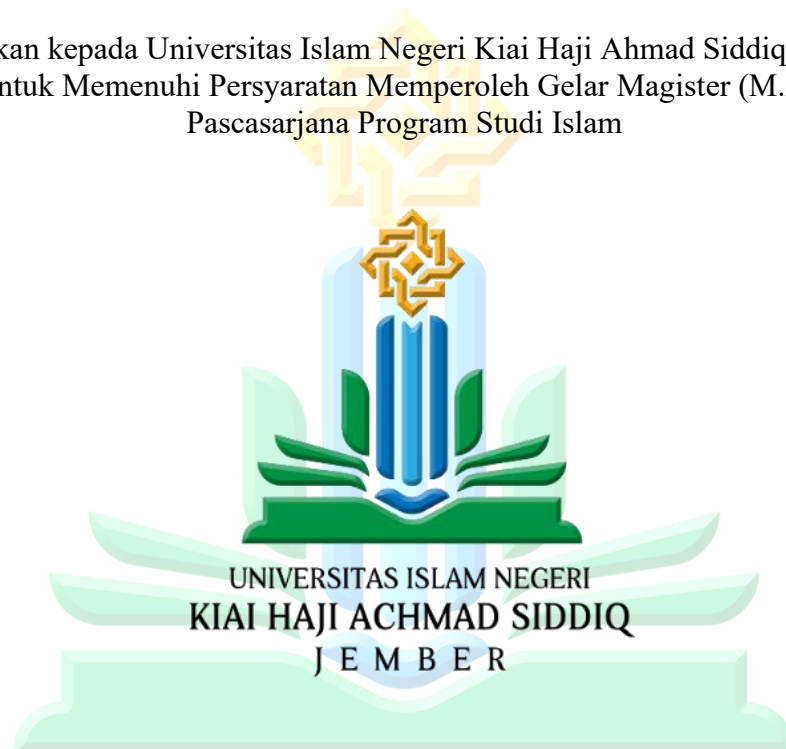 kan kepada Universitas Islam Negeri Kiai Haji Ahmad Siddiq
ntuk Memenuhi Persyaratan Memperoleh Gelar Magister (M.
Pascasarjana Program Studi Islam
UNIVERSITAS ISLAM NEGERI
KIAI HAJI ACHMAD SIDDIQ
JEMBER